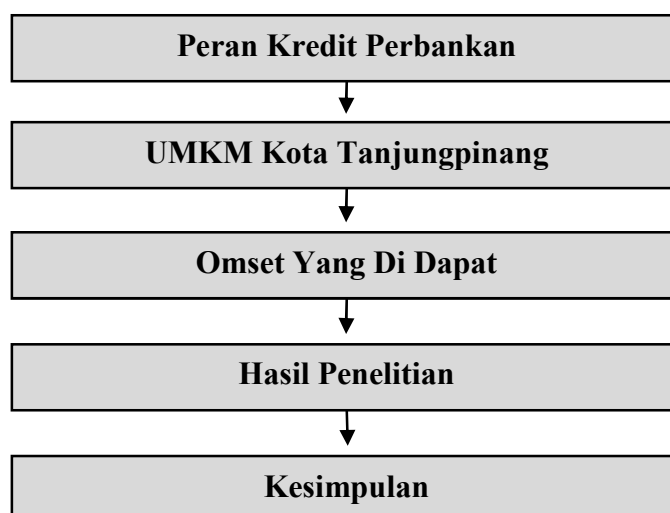 Peran Kredit Perbankan
UMKM Kota Tanjungpinang
Omset Yang Di Dapat
Hasil Penelitian
Kesimpulan